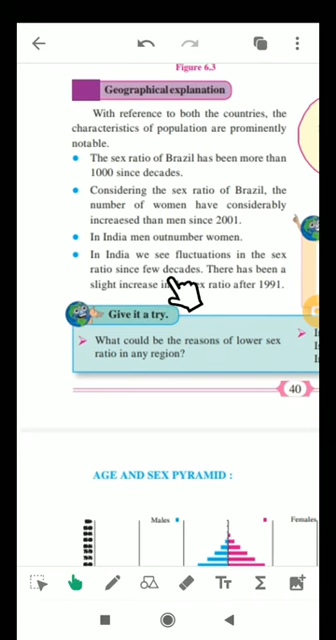 Figure 6.3
Geographical explanation
With reference to both the countries, the
characteristics of population are prominently
notable.
The sex ratio of Brazil has been more than
1000 since decades.
Considering the sex ratio of Brazil, the
number of women have considerably
increaesed than men since 2001.
In India men outnumber women.
In India we see fluctuations in the sex
ratio since few decades. There has been a
slight increase in ratio after 1991.
Give it a try.
What could be the reasons of lower sex
ratio in any region?
40
AGE AND SEX PYRAMID :
Males
Females
Tт
Σ